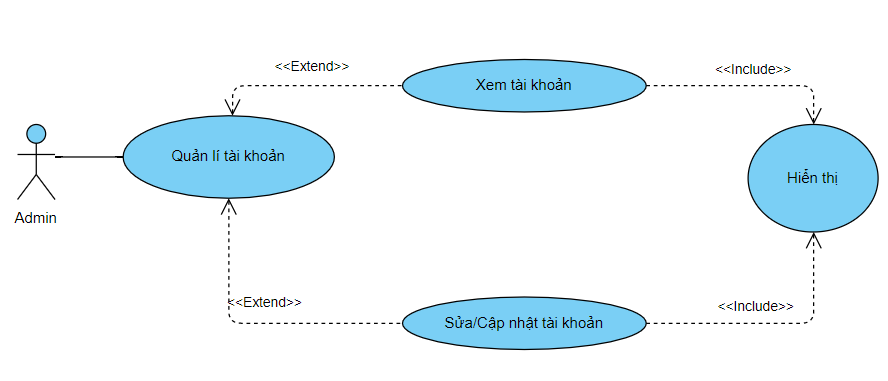 <<Extend>>
Xem tài khoản
<<Include>>
Quản lí tài khoản
Hiển thị
Admin
<<Extend>>
Sửa/Cập nhật tài khoản
<<Include>>